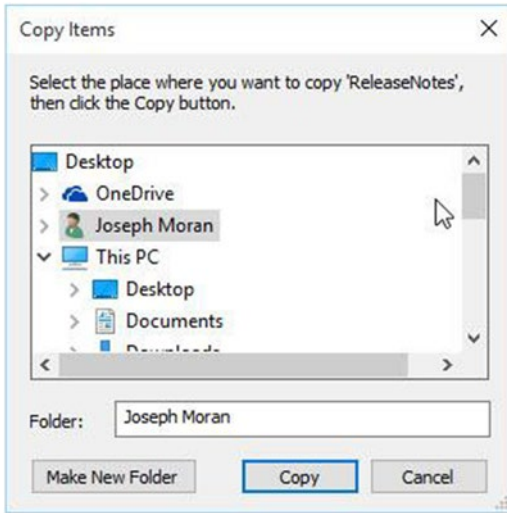 Copy Items
Select the place where you want to copy 'ReleaseNotes',
then click the Copy button.
Desktop
OneDrive
Joseph Moran
This PC
Desktop
Documents
Downloads
Folder: Joseph Moran
Make New Folder Copy Cancel